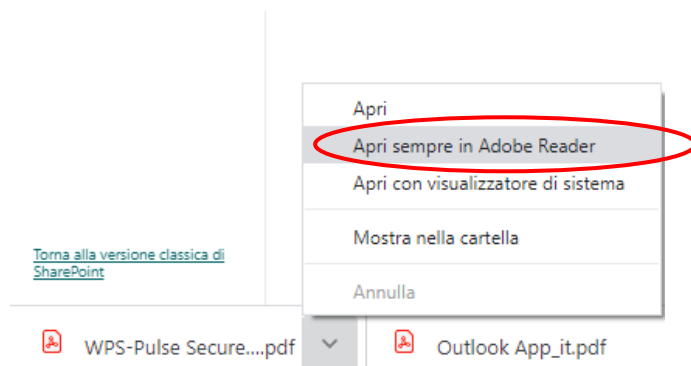 Apri
Apri sempre in Adobe Reader
Apri con visualizzatore di sistema
Mostra nella cartella
Annulla
Torna alla versione classica di
SharePoint
WPS-Pulse Secure....pdf
Outlook App_it.pdf